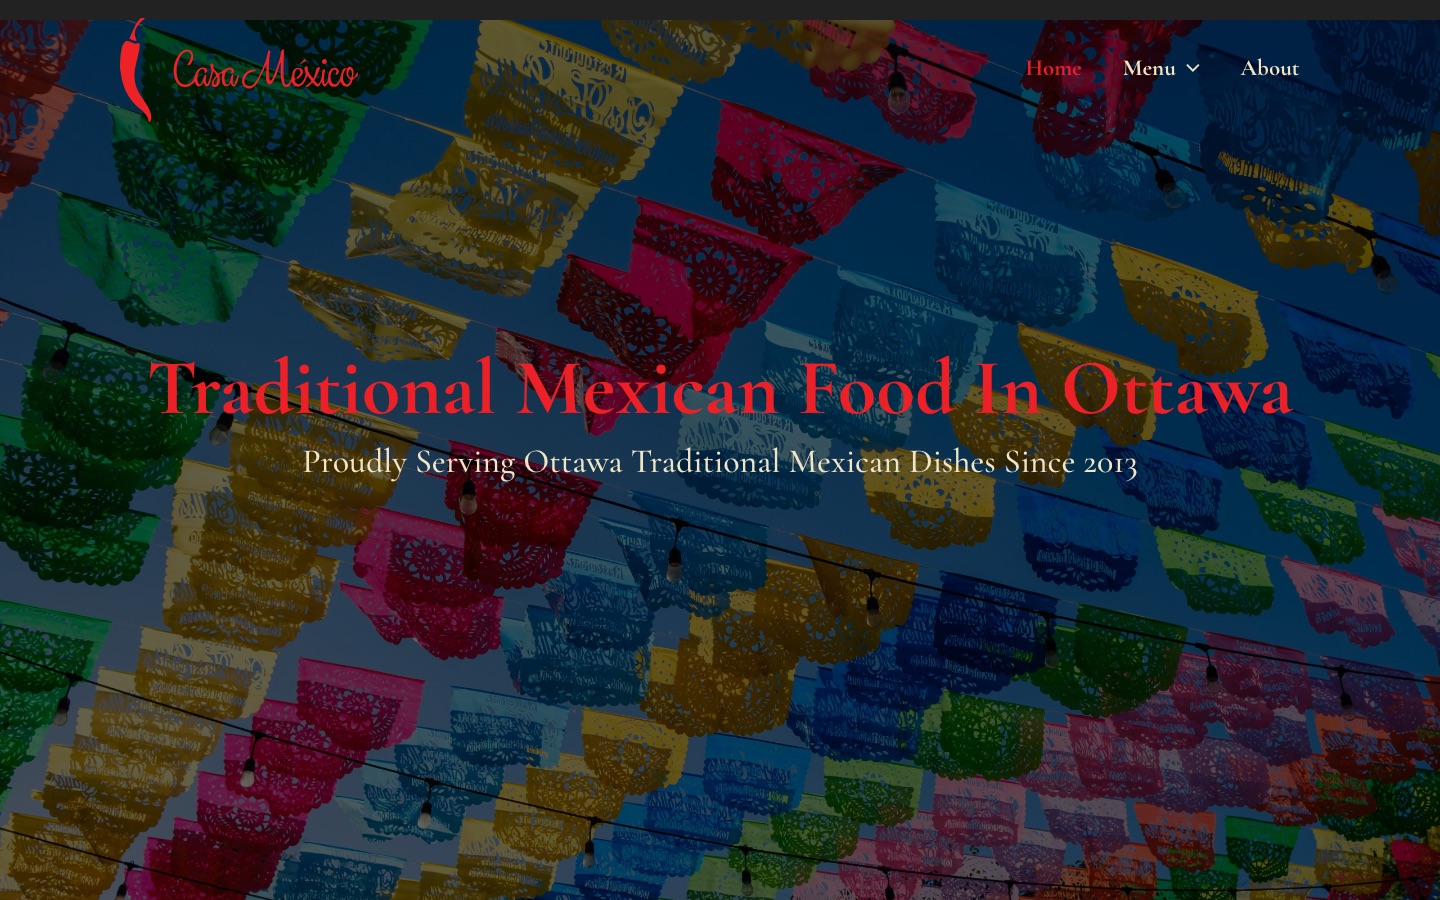 Casa México
Home
Menu
About
Traditional Mexican Food In Ottawa
Proudly Serving Ottawa Traditional Mexican Dishes Since 2013